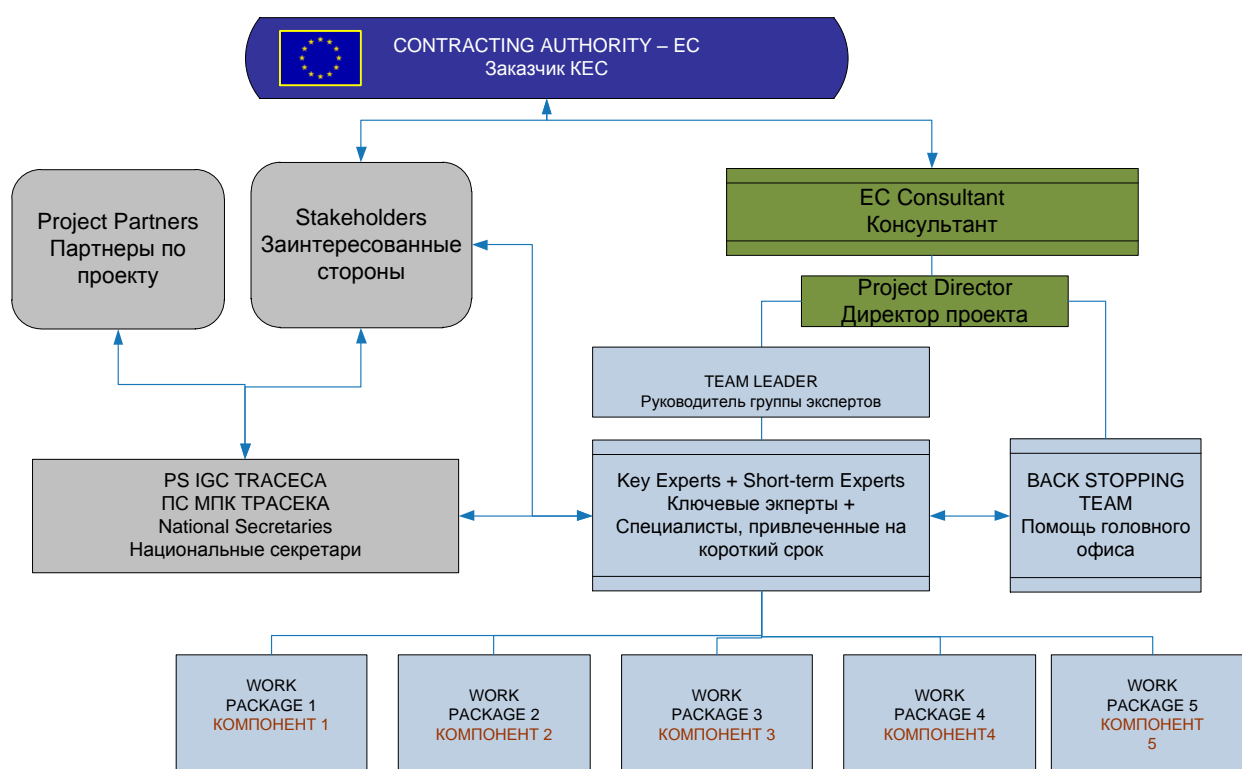 CONTRACTING AUTHORITY – EC
Заказчик КЕС
Project Partners
Партнеры по
проекту
Stakeholders
Заинтересованные
стороны
EC Consultant
Консультант
Project Director
Директор проекта
TEAM LEADER
Руководитель группы экспертов
PS IGC TRACECA
ПС МПК ТРАСЕКА
National Secretaries
Национальные секретари
Key Experts + Short-term Experts
Ключевые экперты +
Специалисты, привлеченные на
короткий срок
BACK STOPPING
TEAM
Помощь головного
офиса
WORK
PACKAGE 1
КОМПОНЕНТ 1
WORK
PACKAGE 2
КОМПОНЕНТ 2
WORK
PACKAGE 3
КОМПОНЕНТ 3
WORK
PACKAGE 4
КОМПОНЕНТ4
WORK
PACKAGE 5
КОМПОНЕНТ
5